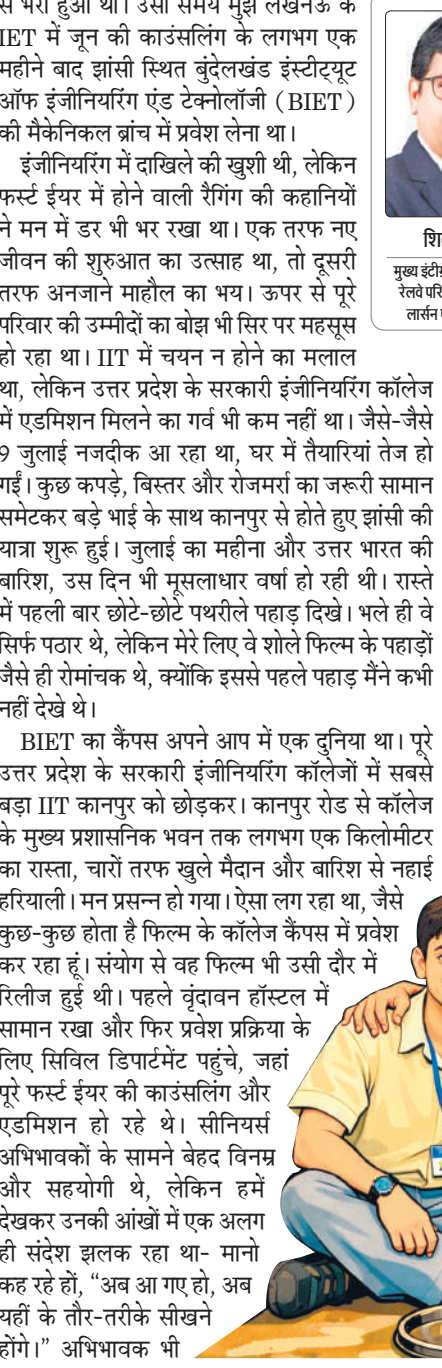 से भरा हुआ था। उसी समय मुझे लखनऊ के
IET में जून की काउंसलिंग के लगभग एक
महीने बाद झांसी स्थित बुंदेलखंड इंस्टीट्यूट
ऑफ इंजीनियरिंग एंड टेक्नोलॉजी (BIET)
की मैकेनिकल ब्रांच में प्रवेश लेना था।
इंजीनियरिंग में दाखिले की खुशी थी, लेकिन
फर्स्ट ईयर में होने वाली रैगिंग की कहानियों
ने मन में डर भी भर रखा था। एक तरफ नए
जीवन की शुरुआत का उत्साह था, तो दूसरी
तरफ अनजाने माहौल का भय। ऊपर से पूरे
परिवार की उम्मीदों का बोझ भी सिर पर महसूस
हो रहा था। IIT में चयन न होने का मलाल
था, लेकिन उत्तर प्रदेश के सरकारी इंजीनियरिंग कॉलेज
में एडमिशन मिलने का गर्व भी कम नहीं था। जैसे-जैसे
9 जुलाई नजदीक आ रहा था, घर में तैयारियां तेज हो
गईं। कुछ कपड़े, बिस्तर और रोजमर्रा का जरूरी सामान
समेटकर बड़े भाई के साथ कानपुर से होते हुए झांसी की
यात्रा शुरू हुई। जुलाई का महीना और उत्तर भारत की
बारिश, उस दिन भी मूसलाधार वर्षा हो रही थी। रास्ते
में पहली बार छोटे-छोटे पथरीले पहाड़ दिखे। भले ही वे
सिर्फ पठार थे, लेकिन मेरे लिए वे शोले फिल्म के पहाड़ों
जैसे ही रोमांचक थे, क्योंकि इससे पहले पहाड़ मैंने कभी
नहीं देखे थे।
BIET का कैंपस अपने आप में एक दुनिया था। पूरे
उत्तर प्रदेश के सरकारी इंजीनियरिंग कॉलेजों में सबसे
बड़ा IIT कानपुर को छोड़कर। कानपुर रोड से कॉलेज
के मुख्य प्रशासनिक भवन तक लगभग एक किलोमीटर
का रास्ता, चारों तरफ खुले मैदान और बारिश से नहाई
हरियाली। मन प्रसन्न हो गया। ऐसा लग रहा था, जैसे
कुछ-कुछ होता है फिल्म के कॉलेज कैंपस में प्रवेश
कर रहा हूं। संयोग से वह फिल्म भी उसी दौर में
रिलीज हुई थी। पहले वृंदावन हॉस्टल में
सामान रखा और फिर प्रवेश प्रक्रिया के
लिए सिविल डिपार्टमेंट पहुंचे, जहां
पूरे फर्स्ट ईयर की काउंसलिंग और
एडमिशन हो रहे थे। सीनियर्स
अभिभावकों के सामने बेहद विनम्र
और सहयोगी थे, लेकिन हमें
देखकर उनकी आंखों में एक अलग
ही संदेश झलक रहा था- मानो
कह रहे हों, “अब आ गए हो, अब
यहीं के तौर-तरीके सीखने
होंगे।” अभिभावक भी
मुख्य
रेलवे
लार्सन